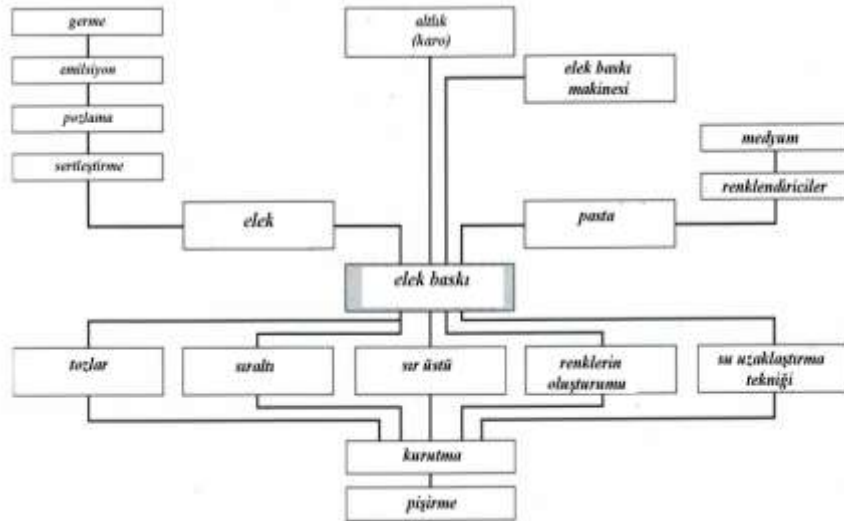 germe
altlık
(karo)
emilsiyon
elek baskı
makinesi
pozlama
medyum
sertleştirme
renklendiriciler
elek
pasta
elek baskı
tozlar
sıraltı
sır üstü
renklerin
oluşturumu
su uzaklaştırma
tekniği
kurutma
pişirme